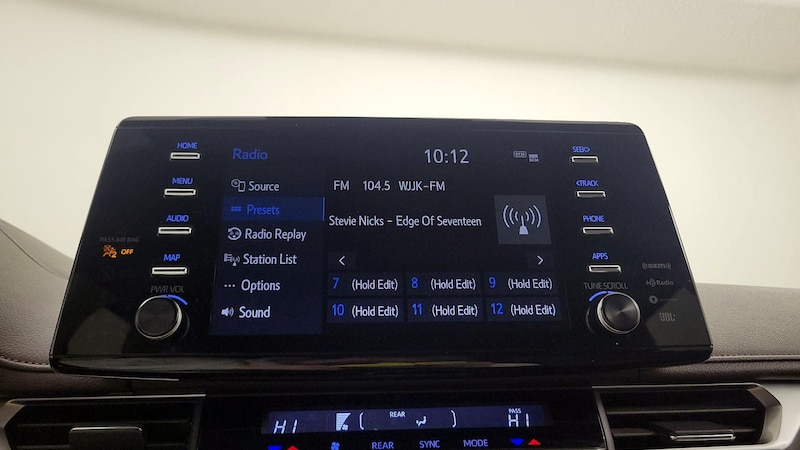 HOME
MENU
AUDIO
MAP
PASS AIR BAG
OFF
PWR VOL
Radio
10:12
Source
Presets
Radio Replay
Station List
Options
Sound
FM 104.5 WJJK-FM
Stevie Nicks - Edge Of Seventeen
< >
7 (Hold Edit) 8 (Hold Edit) 9 (Hold Edit)
10 (Hold Edit) 11 (Hold Edit) 12 (Hold Edit)
SEEK>
<TRACK
PHONE
APPS
TUNE SCROLL
((SXM))
HD Radio
JBL
HI REAR PASS HI
REAR SYNC MODE